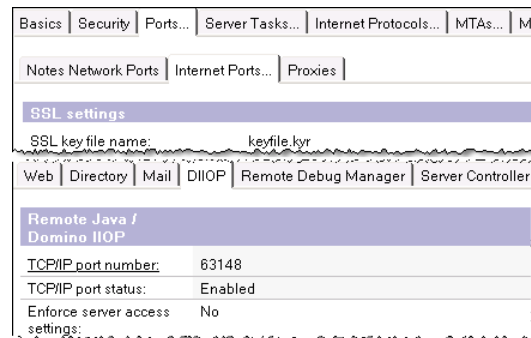 Basics Security Ports... Server Tasks... Internet Protocols... MTAs...
Notes Network Ports Internet Ports... Proxies
SSL settings
SSL key file name: keyfile.kyr
Web Directory Mail DIIOP Remote Debug Manager Server Controller
Remote Java /
Domino IIOP
TCP/IP port number: 63148
TCP/IP port status: Enabled
Enforce server access No
settings: